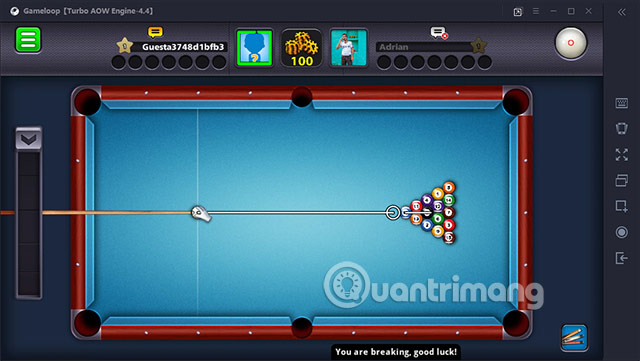 Gameloop [Turbo AOW Engine-4.4]
Guesta3748d1bfb3
100
Adrian
Quantrimang
You are breaking, good luck!